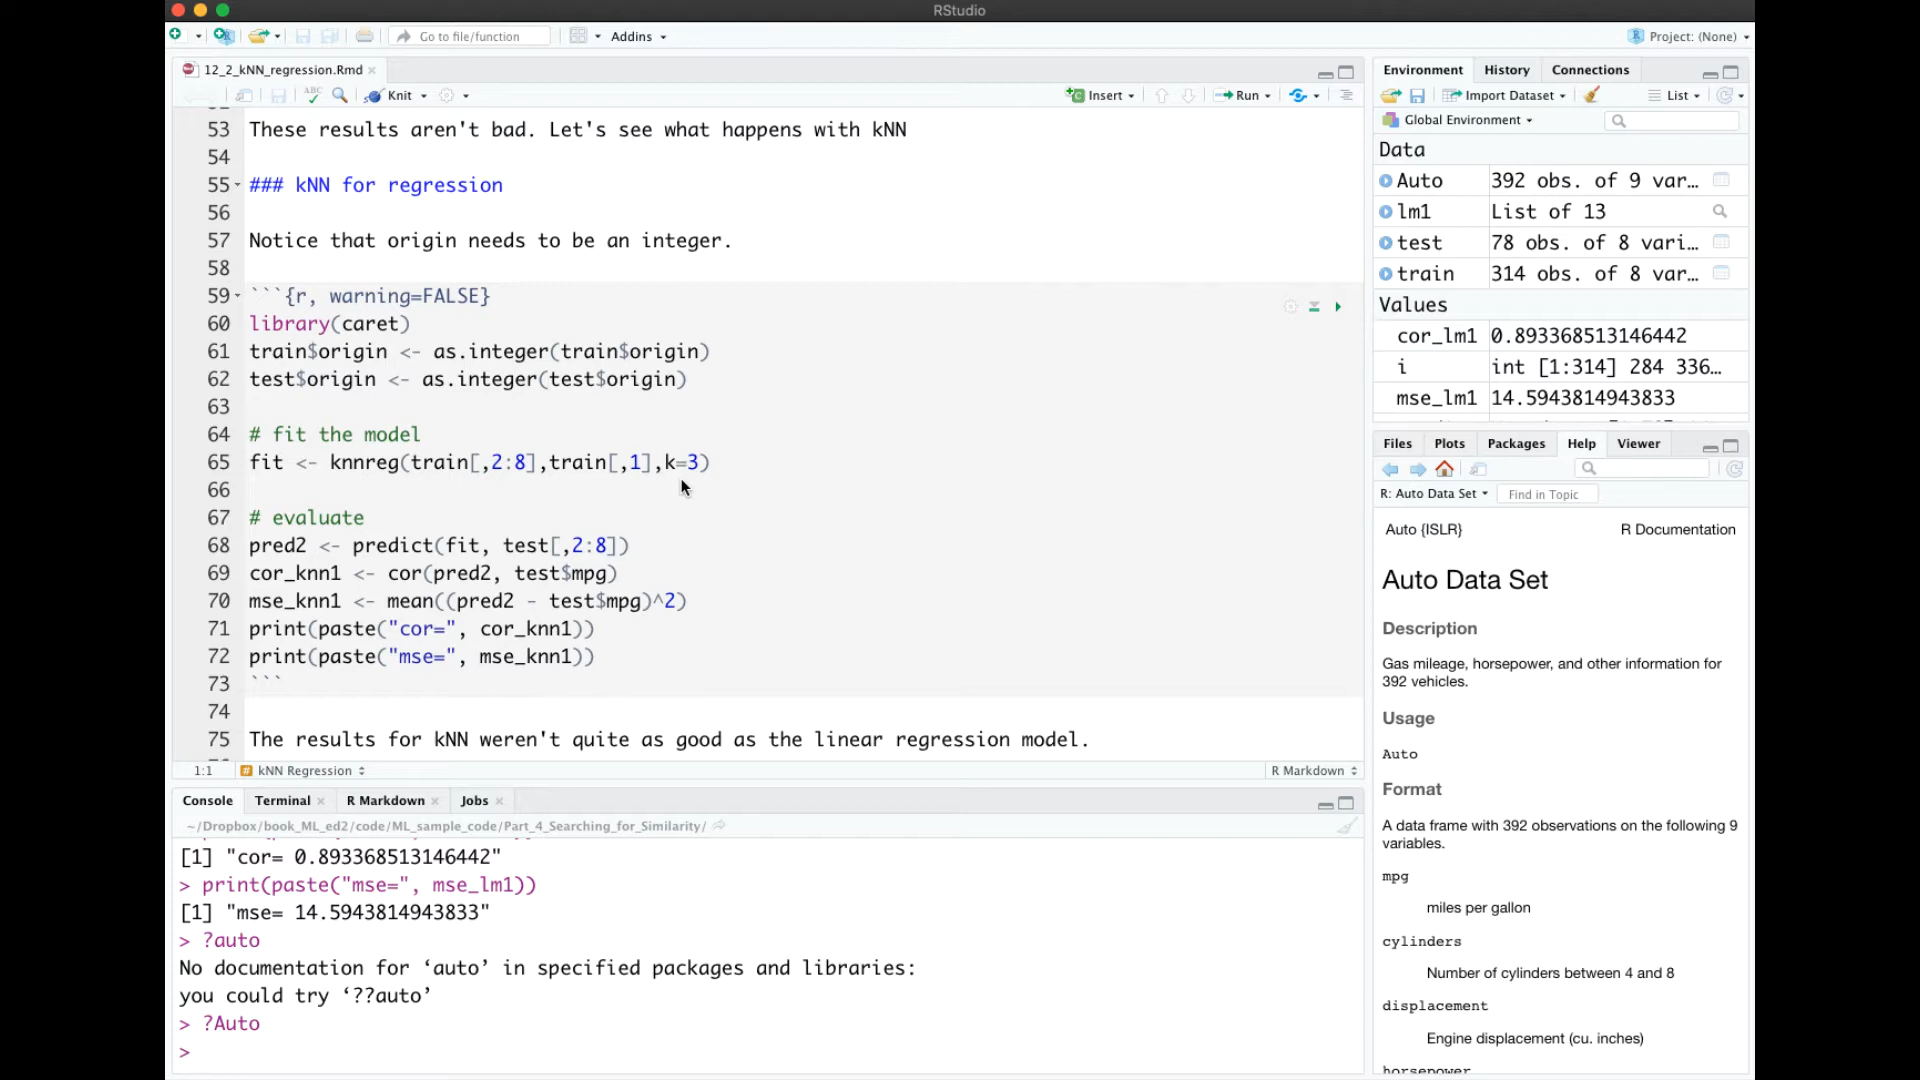 RStudio
Go to file/function
Addins
Project: (None)
12_2_kNN_regression.Rmd
ABC
Knit
Insert
Run
53 These results aren't bad. Let's see what happens with kNN
54
55 ### kNN for regression
56
57 Notice that origin needs to be an integer.
58
59 ```{r, warning=FALSE}
60 library(caret)
61 train$origin <- as.integer(train$origin)
62 test$origin <- as.integer(test$origin)
63
64 # fit the model
65 fit <- knnreg(train[,2:8],train[,1],k=3)
66
67 # evaluate
68 pred2 <- predict(fit, test[,2:8])
69 cor_knn1 <- cor(pred2, test$mpg)
70 mse_knn1 <- mean((pred2 - test$mpg)^2)
71 print(paste("cor=", cor_knn1))
72 print(paste("mse=", mse_knn1))
73 ```
74
75 The results for kNN weren't quite as good as the linear regression model.
1:1
# kNN Regression
R Markdown
Console
Terminal
R Markdown
Jobs
~/Dropbox/book_ML_ed2/code/ML_sample_code/Part_4_Searching_for_Similarity/
[1] "cor= 0.893368513146442"
> print(paste("mse=", mse_lm1))
[1] "mse= 14.5943814943833"
> ?auto
No documentation for ‘auto’ in specified packages and libraries:
you could try ‘??auto’
> ?Auto
>
Environment
History
Connections
Import Dataset
List
Global Environment
Data
Auto 392 obs. of 9 var…
lm1 List of 13
test 78 obs. of 8 vari…
train 314 obs. of 8 var…
Values
cor_lm1 0.893368513146442
i int [1:314] 284 336…
mse_lm1 14.5943814943833
Files
Plots
Packages
Help
Viewer
R: Auto Data Set
Find in Topic
Auto {ISLR}
R Documentation
Auto Data Set
Description
Gas mileage, horsepower, and other information for
392 vehicles.
Usage
Auto
Format
A data frame with 392 observations on the following 9
variables.
mpg
miles per gallon
cylinders
Number of cylinders between 4 and 8
displacement
Engine displacement (cu. inches)
horsepower